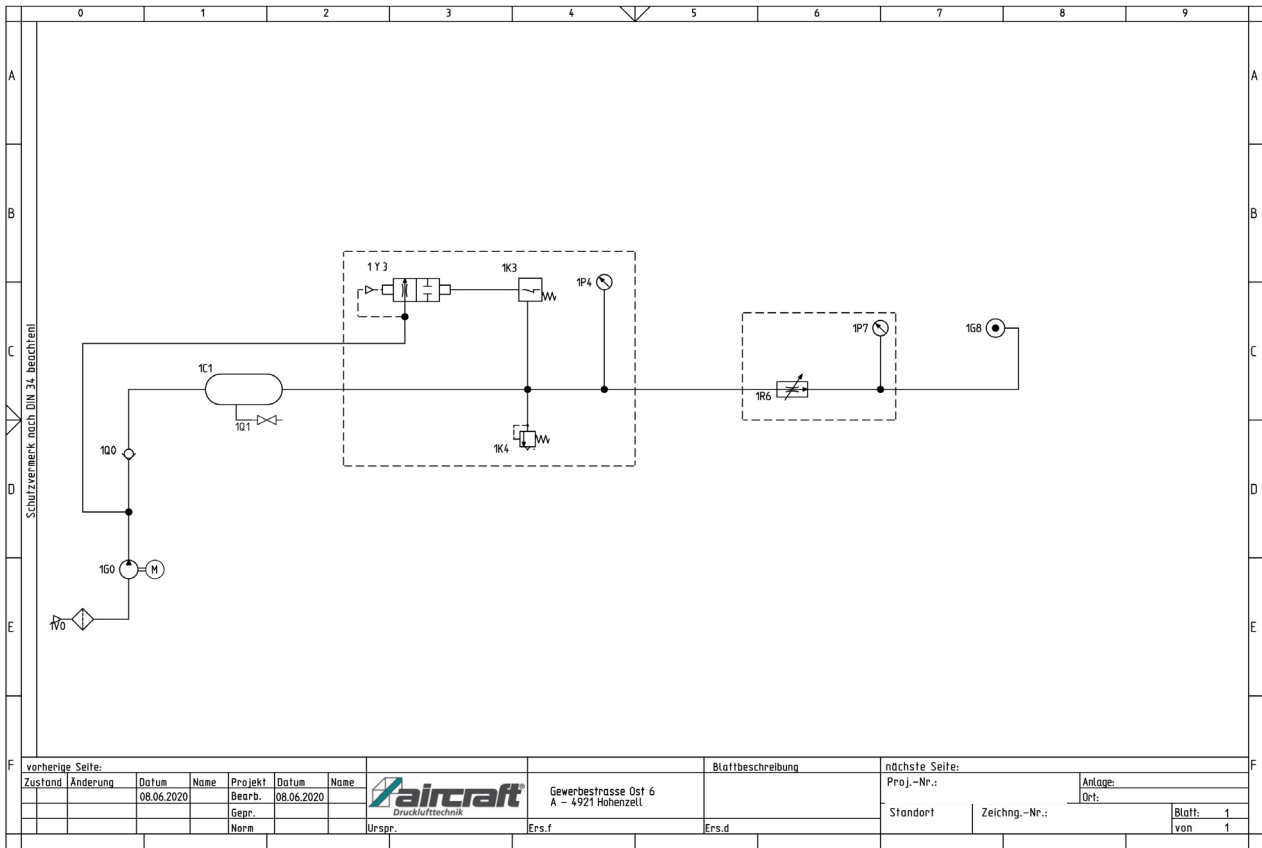 0 1 2 3 4 5 6 7 8 9
A A
B B
C C
D D
E E
F F
Schutzvermerk nach DIN 34 beachten!
1 Y 3
1K3
1P4
1P7
1G8
1C1
1R6
1Q1
1K4
1Q0
1G0
M
1V0
vorherige Seite:
Blattbeschreibung
nächste Seite:
Zustand Änderung Datum Name Projekt Datum Name
08.06.2020 Bearb. 08.06.2020
Gepr.
Norm
aircraft
Drucklufttechnik
Urspr.
Gewerbestrasse Ost 6
A - 4921 Hohenzell
Ers.f
Ers.d
Proj.-Nr.:
Anlage:
Ort:
Standort
Zeichng.-Nr.:
Blatt: 1
von 1